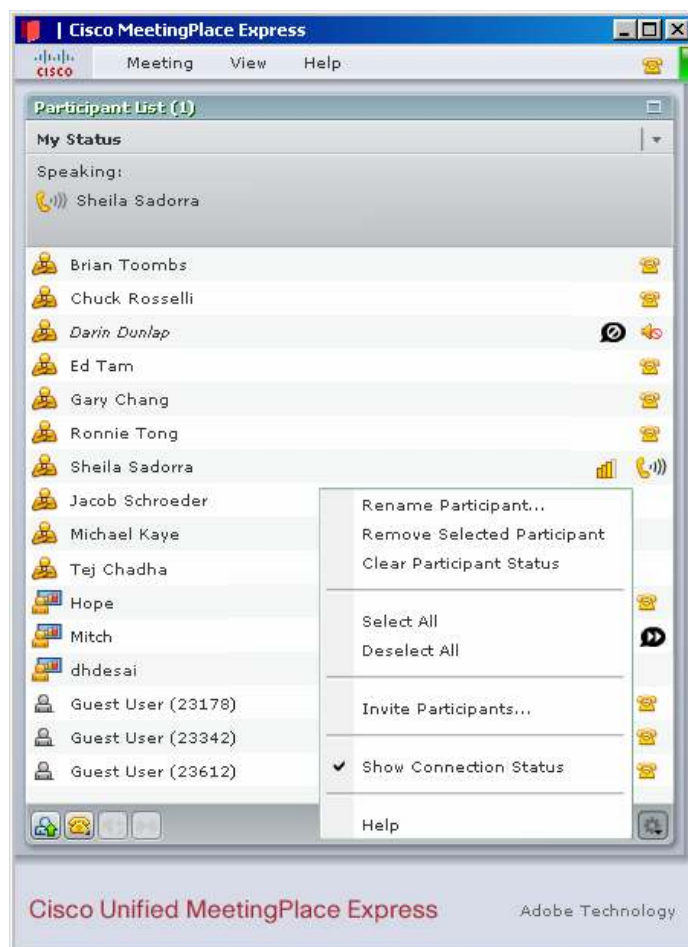 | Cisco MeetingPlace Express
CISCO Meeting View Help
Participant List (1)
My Status
Speaking:
Sheila Sadorra
Brian Toombs
Chuck Rosselli
Darin Dunlap
Ed Tam
Gary Chang
Ronnie Tong
Sheila Sadorra
Jacob Schroeder
Michael Kaye
Tej Chadha
Hope
Mitch
dhdesai
Guest User (23178)
Guest User (23342)
Guest User (23612)
Rename Participant...
Remove Selected Participant
Clear Participant Status
Select All
Deselect All
Invite Participants...
Show Connection Status
Help
Cisco Unified MeetingPlace Express
Adobe Technology